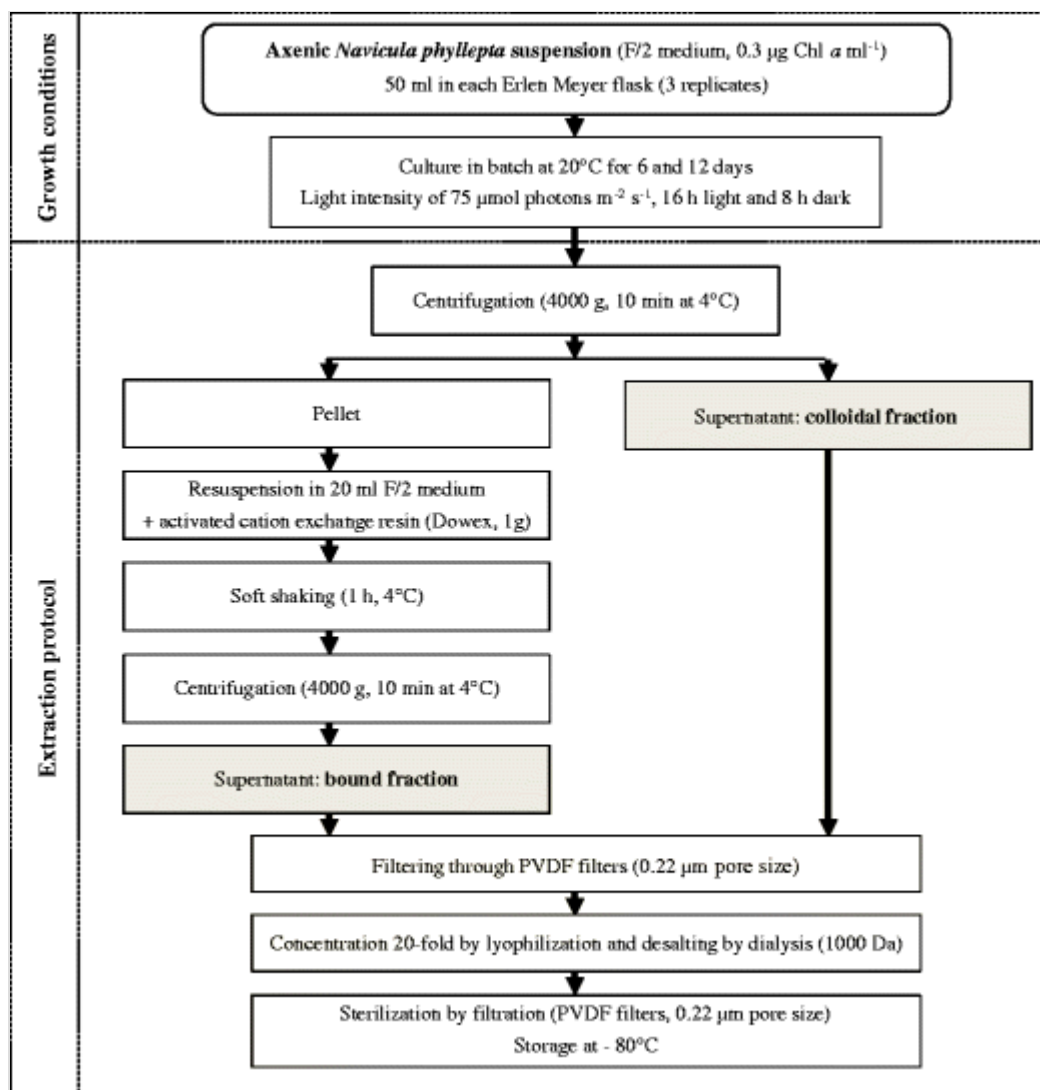 Growth conditions
Axenic Navicula phyllepta suspension (F/2 medium, 0.3 µg Chl a ml⁻¹)
50 ml in each Erlen Meyer flask (3 replicates)
Culture in batch at 20°C for 6 and 12 days
Light intensity of 75 µmol photons m⁻² s⁻¹, 16 h light and 8 h dark
Extraction protocol
Centrifugation (4000 g, 10 min at 4°C)
Pellet
Supernatant: colloidal fraction
Resuspension in 20 ml F/2 medium
+ activated cation exchange resin (Dowex, 1g)
Soft shaking (1 h, 4°C)
Centrifugation (4000 g, 10 min at 4°C)
Supernatant: bound fraction
Filtering through PVDF filters (0.22 µm pore size)
Concentration 20-fold by lyophilization and desalting by dialysis (1000 Da)
Sterilization by filtration (PVDF filters, 0.22 µm pore size)
Storage at - 80°C